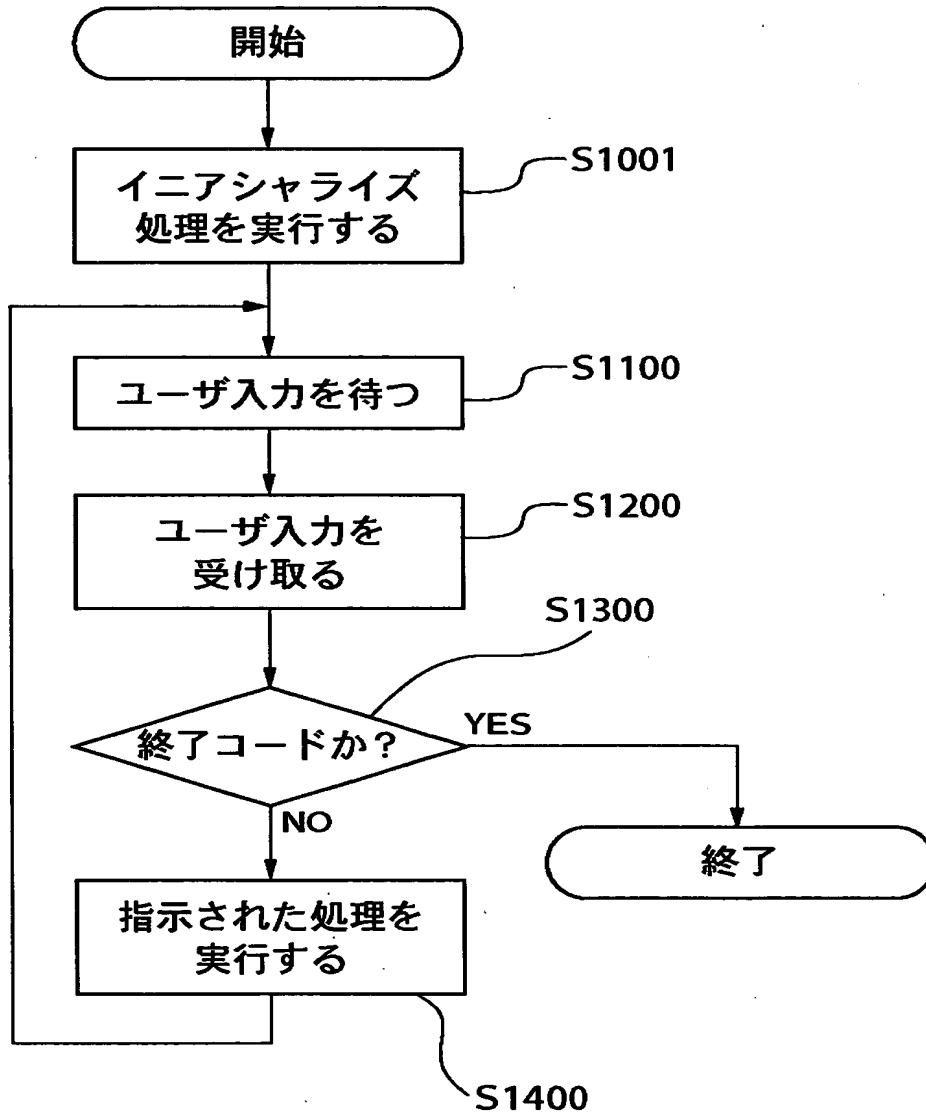 開始
イニアシャライズ
処理を実行する
S1001
ユーザ入力を待つ
S1100
ユーザ入力を
受け取る
S1200
S1300
終了コードか?
YES
NO
終了
指示された処理を
実行する
S1400